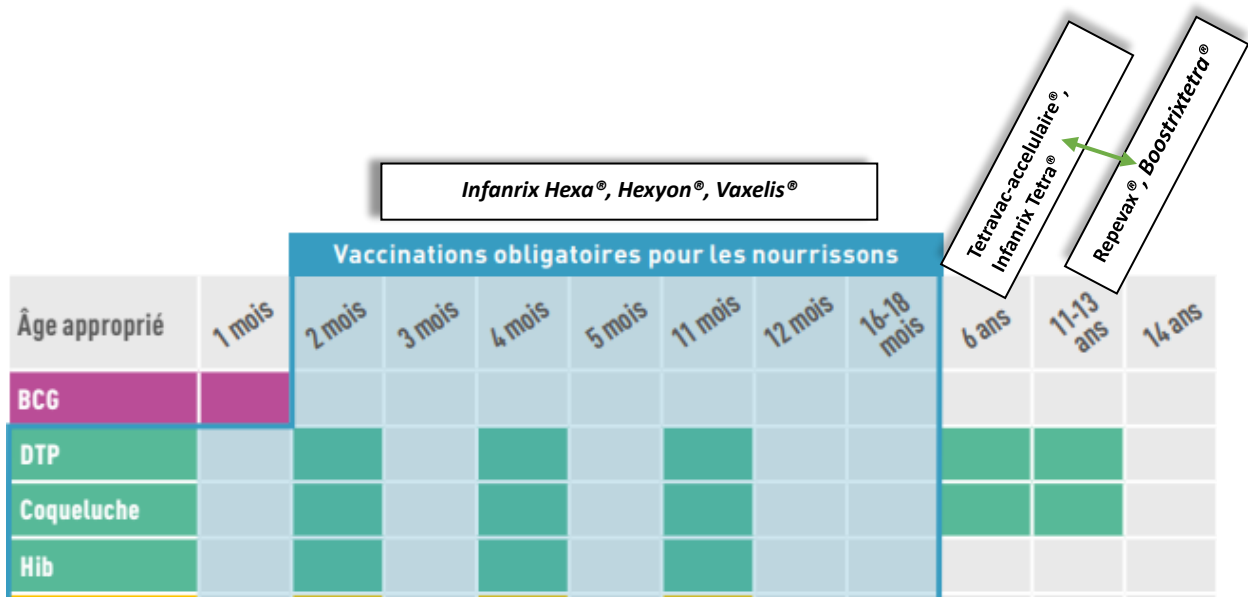 Tetravac-accelulaire®,
Infanrix Tetra®
Repevax®, Boostrixtetra®
Infanrix Hexa®, Hexyon®, Vaxelis®
Vaccinations obligatoires pour les nourrissons
Âge approprié
1 mois
2 mois
3 mois
4 mois
5 mois
11 mois
12 mois
16-18
mois
6 ans
11-13
ans
14 ans
BCG
DTP
Coqueluche
Hib